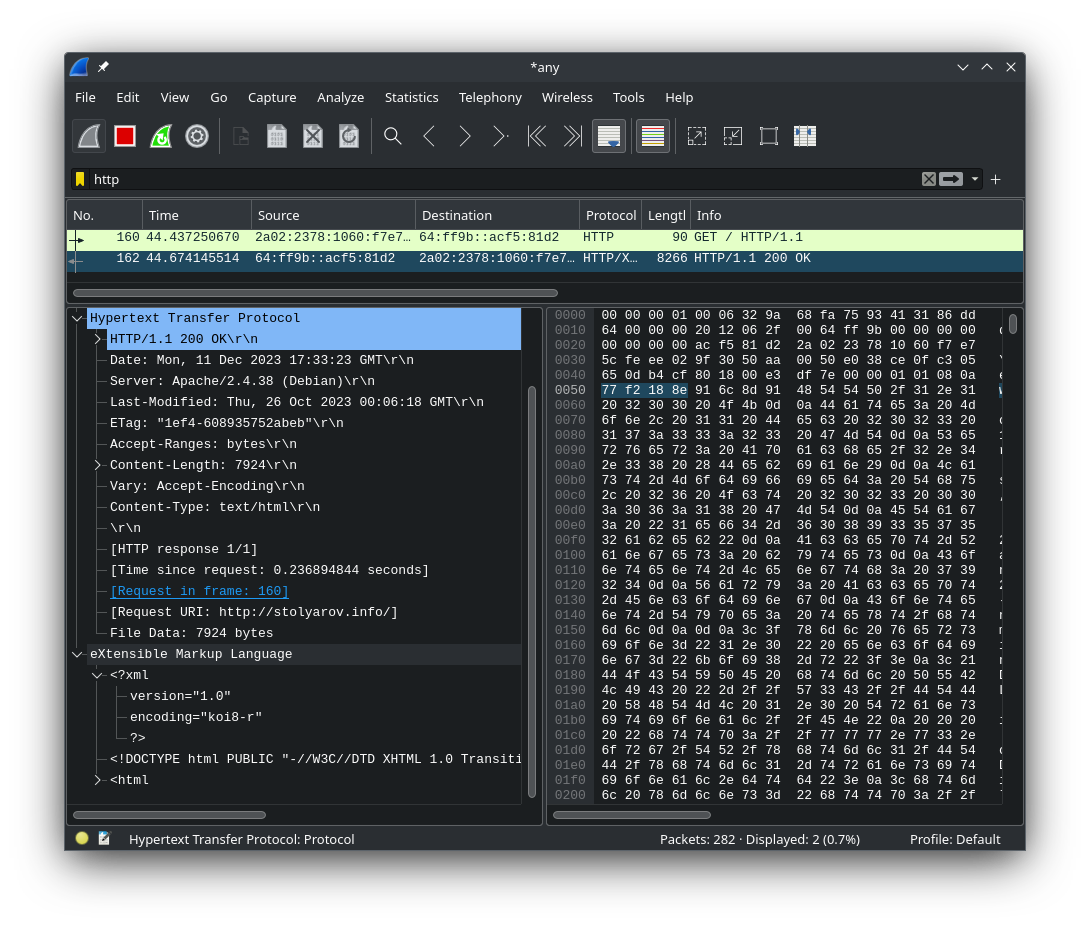 *any
File Edit View Go Capture Analyze Statistics Telephony Wireless Tools Help
http
No. Time Source Destination Protocol Lengtl Info
160 44.437250670 2a02:2378:1060:f7e7… 64:ff9b::acf5:81d2 HTTP 90 GET / HTTP/1.1
162 44.674145514 64:ff9b::acf5:81d2 2a02:2378:1060:f7e7… HTTP/X… 8266 HTTP/1.1 200 OK
Hypertext Transfer Protocol
HTTP/1.1 200 OK\r\n
Date: Mon, 11 Dec 2023 17:33:23 GMT\r\n
Server: Apache/2.4.38 (Debian)\r\n
Last-Modified: Thu, 26 Oct 2023 00:06:18 GMT\r\n
ETag: "1ef4-608935752abeb"\r\n
Accept-Ranges: bytes\r\n
Content-Length: 7924\r\n
Vary: Accept-Encoding\r\n
Content-Type: text/html\r\n
\r\n
[HTTP response 1/1]
[Time since request: 0.236894844 seconds]
[Request in frame: 160]
[Request URI: http://stolyarov.info/]
File Data: 7924 bytes
eXtensible Markup Language
<?xml
version="1.0"
encoding="koi8-r"
?>
<!DOCTYPE html PUBLIC "-//W3C//DTD XHTML 1.0 Transiti
<html
0000 00 00 00 01 00 06 32 9a 68 fa 75 93 41 31 86 dd
0010 64 00 00 00 20 12 06 2f 00 64 ff 9b 00 00 00 00
0020 00 00 00 00 ac f5 81 d2 2a 02 23 78 10 60 f7 e7
0030 5c fe ee 02 9f 30 50 aa 00 50 e0 38 ce 0f c3 05
0040 65 0d b4 cf 80 18 00 e3 df 7e 00 00 01 01 08 0a
0050 77 f2 18 8e 91 6c 8d 91 48 54 54 50 2f 31 2e 31
0060 20 32 30 30 20 4f 4b 0d 0a 44 61 74 65 3a 20 4d
0070 6f 6e 2c 20 31 31 20 44 65 63 20 32 30 32 33 20
0080 31 37 3a 33 33 3a 32 33 20 47 4d 54 0d 0a 53 65
0090 72 76 65 72 3a 20 41 70 61 63 68 65 2f 32 2e 34
00a0 2e 33 38 20 28 44 65 62 69 61 6e 29 0d 0a 4c 61
00b0 73 74 2d 4d 6f 64 69 66 69 65 64 3a 20 54 68 75
00c0 2c 20 32 36 20 4f 63 74 20 32 30 32 33 20 30 30
00d0 3a 30 36 3a 31 38 20 47 4d 54 0d 0a 45 54 61 67
00e0 3a 20 22 31 65 66 34 2d 36 30 38 39 33 35 37 35
00f0 32 61 62 65 62 22 0d 0a 41 63 63 65 70 74 2d 52
0100 61 6e 67 65 73 3a 20 62 79 74 65 73 0d 0a 43 6f
0110 6e 74 65 6e 74 2d 4c 65 6e 67 74 68 3a 20 37 39
0120 32 34 0d 0a 56 61 72 79 3a 20 41 63 63 65 70 74
0130 2d 45 6e 63 6f 64 69 6e 67 0d 0a 43 6f 6e 74 65
0140 6e 74 2d 54 79 70 65 3a 20 74 65 78 74 2f 68 74
0150 6d 6c 0d 0a 0d 0a 3c 3f 78 6d 6c 20 76 65 72 73
0160 69 6f 6e 3d 22 31 2e 30 22 20 65 6e 63 6f 64 69
0170 6e 67 3d 22 6b 6f 69 38 2d 72 22 3f 3e 0a 3c 21
0180 44 4f 43 54 59 50 45 20 68 74 6d 6c 20 50 55 42
0190 4c 49 43 20 22 2d 2f 2f 57 33 43 2f 2f 44 54 44
01a0 20 58 48 54 4d 4c 20 31 2e 30 20 54 72 61 6e 73
01b0 69 74 69 6f 6e 61 6c 2f 2f 45 4e 22 0a 20 20 20
01c0 20 22 68 74 74 70 3a 2f 2f 77 77 77 2e 77 33 2e
01d0 6f 72 67 2f 54 52 2f 78 68 74 6d 6c 31 2f 44 54
01e0 44 2f 78 68 74 6d 6c 31 2d 74 72 61 6e 73 69 74
01f0 69 6f 6e 61 6c 2e 64 74 64 22 3e 0a 3c 68 74 6d
0200 6c 20 78 6d 6c 6e 73 3d 22 68 74 74 70 3a 2f 2f
Hypertext Transfer Protocol: Protocol Packets: 282 · Displayed: 2 (0.7%) Profile: Default